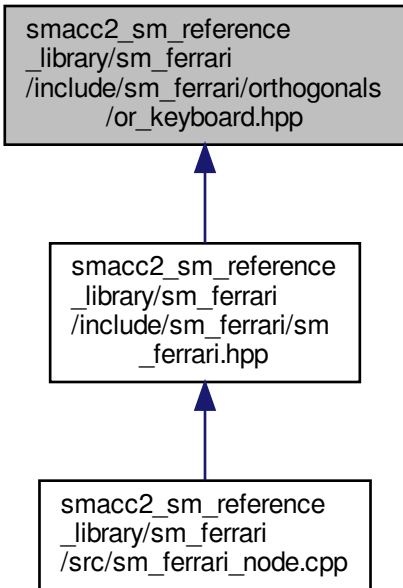 smacc2_sm_reference
_library/sm_ferrari
/include/sm_ferrari/orthogonals
/or_keyboard.hpp
smacc2_sm_reference
_library/sm_ferrari
/include/sm_ferrari/sm
_ferrari.hpp
smacc2_sm_reference
_library/sm_ferrari
/src/sm_ferrari_node.cpp